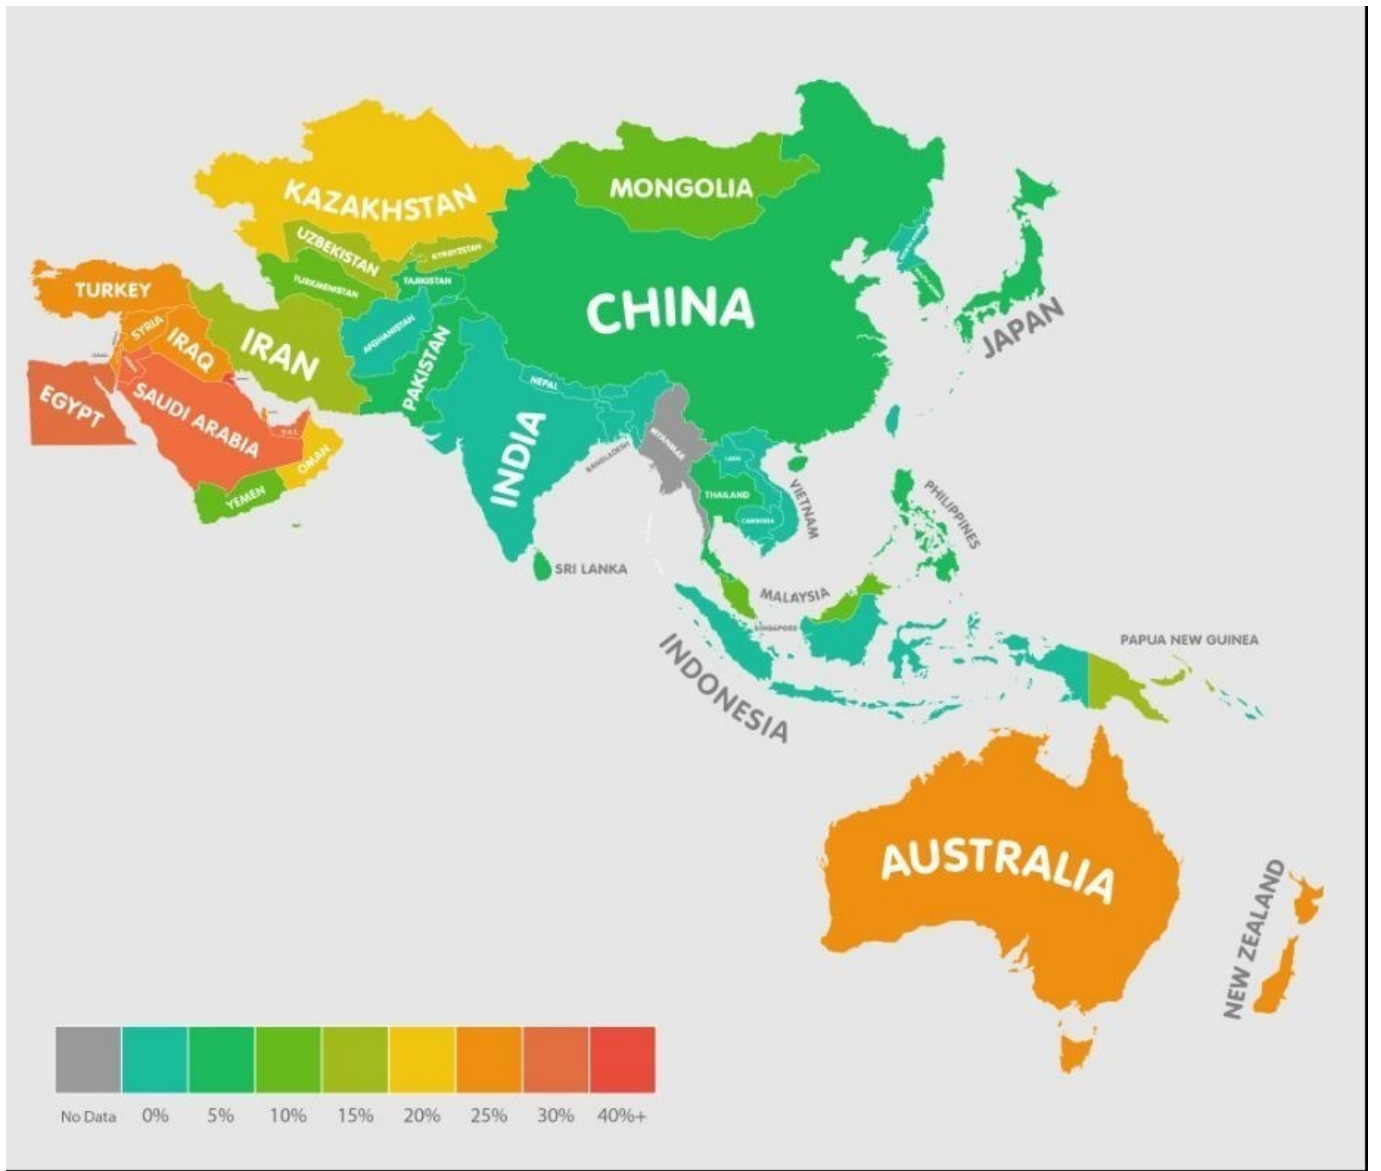 KAZAKHSTAN
MONGOLIA
UZBEKISTAN
KYRGYZSTAN
TURKMENISTAN
TAJIKISTAN
TURKEY
CHINA
JAPAN
SYRIA
IRAQ
IRAN
AFGHANISTAN
PAKISTAN
NEPAL
EGYPT
SAUDI ARABIA
U.A.E.
OMAN
YEMEN
INDIA
BANGLADESH
MYANMAR
LAOS
THAILAND
VIETNAM
CAMBODIA
PHILIPPINES
SRI LANKA
MALAYSIA
SINGAPORE
INDONESIA
PAPUA NEW GUINEA
AUSTRALIA
NEW ZEALAND
No Data 0% 5% 10% 15% 20% 25% 30% 40%+